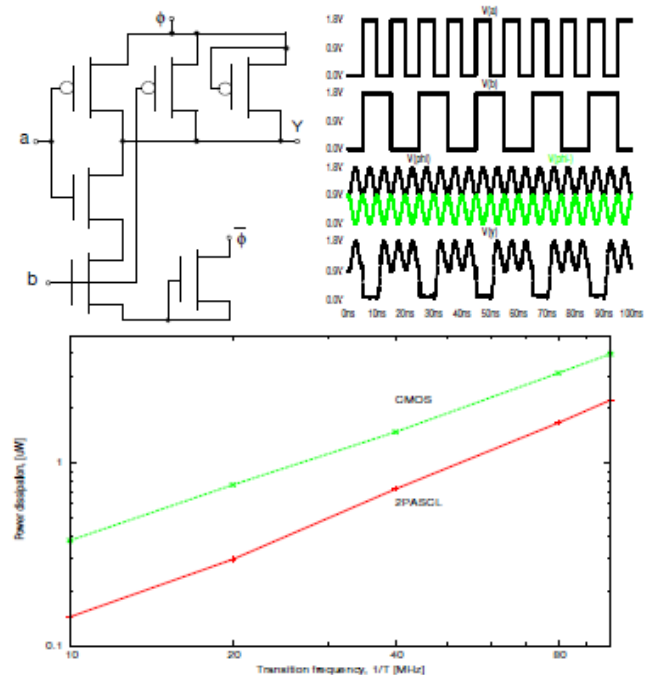 ϕ
a
Y
b
ϕ̅
V(a)
1.8V
0.9V
0.0V
V(b)
1.8V
0.9V
0.0V
V(phi) V(phi-)
1.8V
0.9V
0.0V
V(y)
1.8V
0.9V
0.0V
0ns 10ns 20ns 30ns 40ns 50ns 60ns 70ns 80ns 90ns 100ns
Power dissipation, [uW]
1
0.1
CMOS
2PASCL
10 20 40 80
Transition frequency, 1/T [MHz]